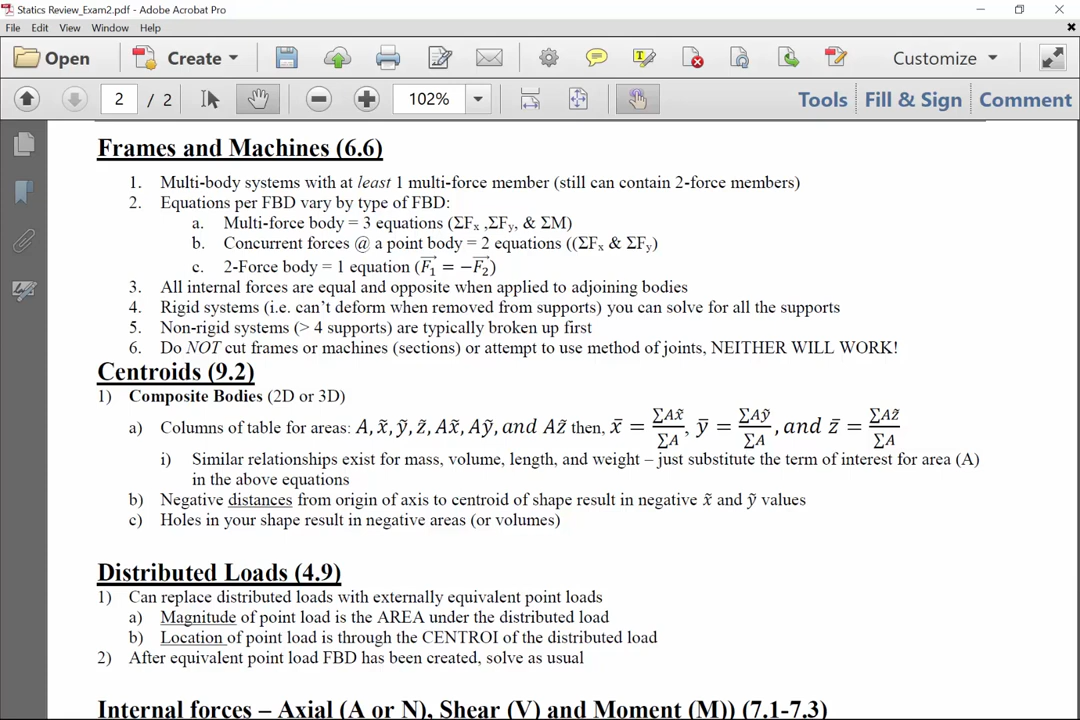 Statics Review_Exam2.pdf - Adobe Acrobat Pro
File Edit View Window Help
Open Create Customize
2 / 2 102% Tools Fill & Sign Comment
Frames and Machines (6.6)
1. Multi-body systems with at least 1 multi-force member (still can contain 2-force members)
2. Equations per FBD vary by type of FBD:
a. Multi-force body = 3 equations (ΣFₓ ,ΣFᵧ, & ΣM)
b. Concurrent forces @ a point body = 2 equations ((ΣFₓ & ΣFᵧ)
c. 2-Force body = 1 equation (F₁⃗ = −F₂⃗)
3. All internal forces are equal and opposite when applied to adjoining bodies
4. Rigid systems (i.e. can’t deform when removed from supports) you can solve for all the supports
5. Non-rigid systems (> 4 supports) are typically broken up first
6. Do NOT cut frames or machines (sections) or attempt to use method of joints, NEITHER WILL WORK!
Centroids (9.2)
1) Composite Bodies (2D or 3D)
a) Columns of table for areas: A, x̃, ỹ, z̃, Ax̃, Aỹ, and Az̃ then, x̄ = ∑Ax̃/∑A, ȳ = ∑Aỹ/∑A, and z̄ = ∑Az̃/∑A
i) Similar relationships exist for mass, volume, length, and weight – just substitute the term of interest for area (A)
in the above equations
b) Negative distances from origin of axis to centroid of shape result in negative x̃ and ỹ values
c) Holes in your shape result in negative areas (or volumes)
Distributed Loads (4.9)
1) Can replace distributed loads with externally equivalent point loads
a) Magnitude of point load is the AREA under the distributed load
b) Location of point load is through the CENTROI of the distributed load
2) After equivalent point load FBD has been created, solve as usual
Internal forces – Axial (A or N), Shear (V) and Moment (M)) (7.1-7.3)